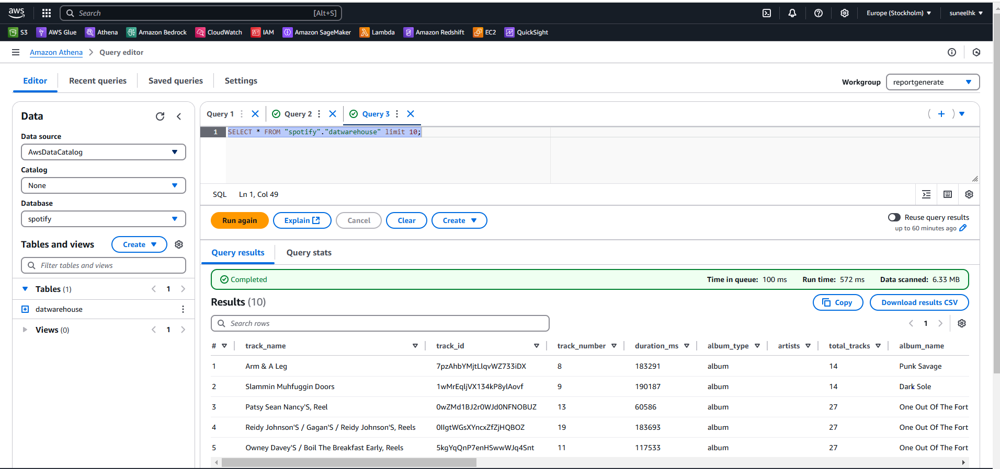 aws Search [Alt+S] Europe (Stockholm) suneelhk
S3 AWS Glue Athena Amazon Bedrock CloudWatch IAM Amazon SageMaker Lambda Amazon Redshift EC2 QuickSight
Amazon Athena Query editor
Editor Recent queries Saved queries Settings
Workgroup reportgenerate
Data
Data source
AwsDataCatalog
Catalog
None
Database
spotify
Tables and views Create
Filter tables and views
Tables (1) 1
datwarehouse
Views (0) 1
Query 1 Query 2 Query 3
1 SELECT * FROM "spotify"."datwarehouse" limit 10;
SQL Ln 1, Col 49
Run again Explain Cancel Clear Create
Reuse query results
up to 60 minutes ago
Query results Query stats
Completed Time in queue: 100 ms Run time: 572 ms Data scanned: 6.33 MB
Results (10) Copy Download results CSV
Search rows 1
# track_name track_id track_number duration_ms album_type artists total_tracks album_name
1 Arm & A Leg 7pzAhbYMjtLlqvWZ733iDX 8 183291 album 14 Punk Savage
2 Slammin Muhfuggin Doors 1wMrEqljVX134kP8ylAovf 9 190187 album 14 Dark Sole
3 Patsy Sean Nancy'S, Reel 0wZMd1BJ2r0WJd0NFNOBUZ 13 60586 album 27 One Out Of The Fort
4 Reidy Johnson'S / Gagan'S / Reidy Johnson'S, Reels 0IIgtWGsXYncxZfZjHQBOZ 19 183693 album 27 One Out Of The Fort
5 Owney Davey'S / Boil The Breakfast Early, Reels 5kgYqQnP7enHSwwWJq4Snt 11 117533 album 27 One Out Of The Fort